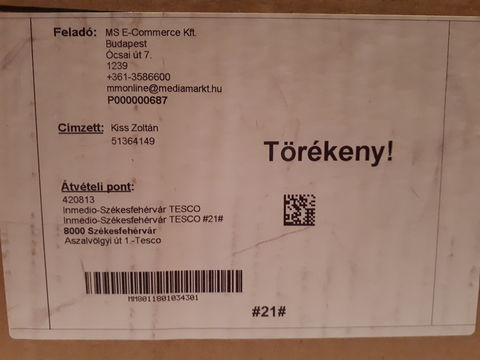 Feladó: MS E-Commerce Kft.
Budapest
Ócsai út 7.
1239
+361-3586600
mmonline@mediamarkt.hu
P000000687
Címzett: Kiss Zoltán
51364149
Törékeny!
Átvételi pont:
420813
Inmedio-Székesfehérvár TESCO
Inmedio-Székesfehérvár TESCO #21#
8000 Székesfehérvár
Aszalvölgyi út 1.-Tesco
MM8011801034301
#21#